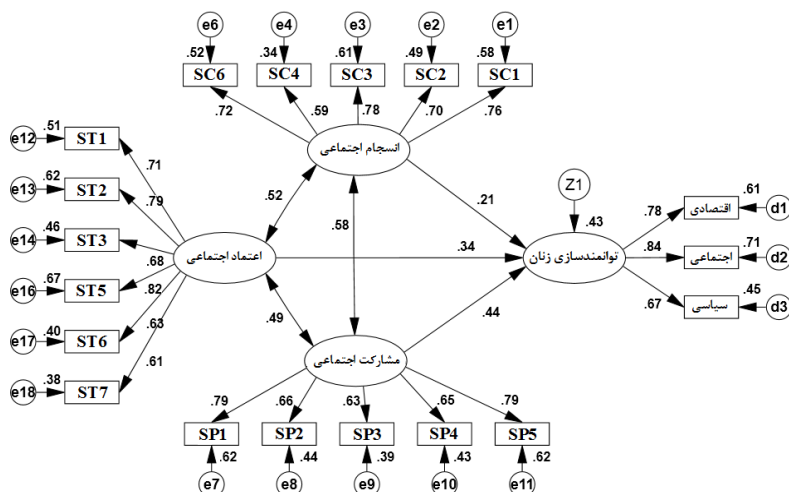 e6 e4 e3 e2 e1
.52 .34 .61 .49 .58
SC6 SC4 SC3 SC2 SC1
.72 .59 .78 .70 .76
انسجام اجتماعی
e12 .51 ST1
e13 .62 ST2
e14 .46 ST3
e16 .67 ST5
e17 .40 ST6
e18 .38 ST7
.71
.79
.68
.82
.63
.61
اعتماد اجتماعی
.52
.58
.49
.21
.34
.44
Z1
.43
توانمندسازی زنان
.78
.84
.67
اقتصادی .61 d1
اجتماعی .71 d2
سیاسی .45 d3
مشارکت اجتماعی
.79 .66 .63 .65 .79
SP1 SP2 SP3 SP4 SP5
.62 .44 .39 .43 .62
e7 e8 e9 e10 e11